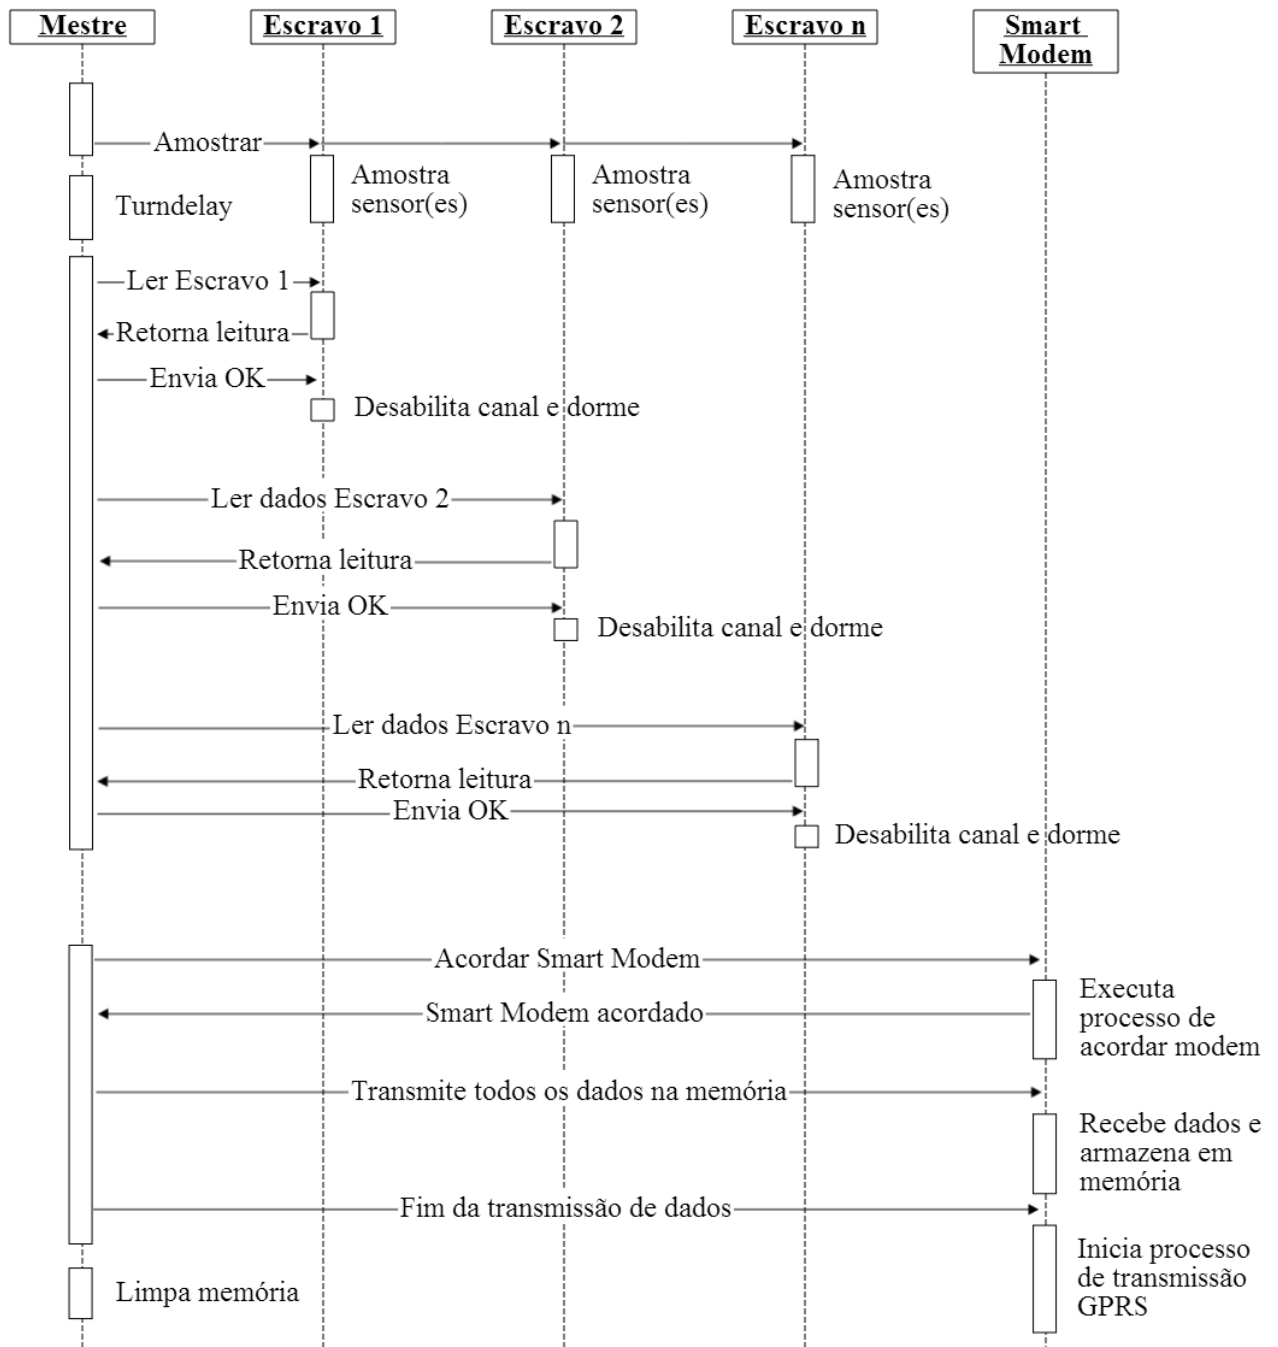 Mestre
Escravo 1
Escravo 2
Escravo n
Smart
Modem
Amostrar
Amostra
sensor(es)
Amostra
sensor(es)
Amostra
sensor(es)
Turndelay
Ler Escravo 1
Retorna leitura
Envia OK
Desabilita canal e dorme
Ler dados Escravo 2
Retorna leitura
Envia OK
Desabilita canal e dorme
Ler dados Escravo n
Retorna leitura
Envia OK
Desabilita canal e dorme
Acordar Smart Modem
Smart Modem acordado
Executa
processo de
acordar modem
Transmite todos os dados na memória
Recebe dados e
armazena em
memória
Fim da transmissão de dados
Inicia processo
de transmissão
GPRS
Limpa memória